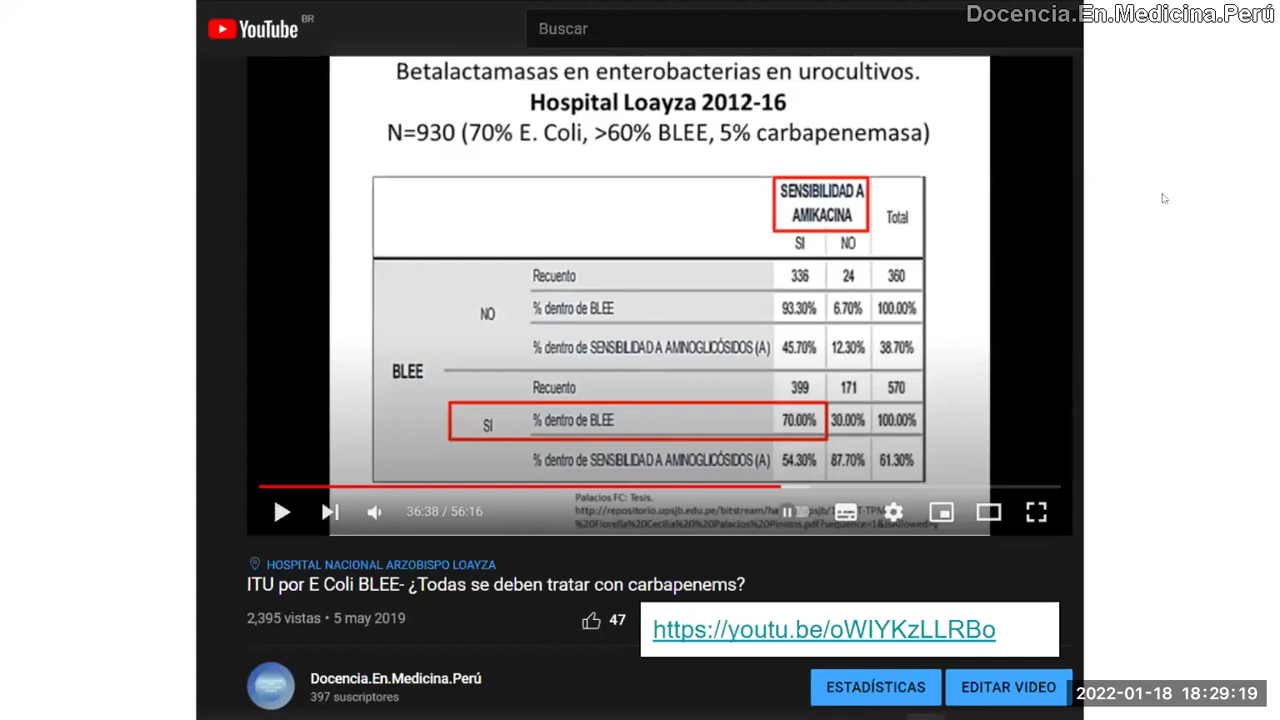 Docencia.En.Medicina.Perú
YouTube BR
Buscar
Betalactamasas en enterobacterias en urocultivos.
Hospital Loayza 2012-16
N=930 (70% E. Coli, >60% BLEE, 5% carbapenemasa)
SENSIBILIDAD A
AMIKACINA
Total
SI NO
Recuento 336 24 360
NO % dentro de BLEE 93.30% 6.70% 100.00%
% dentro de SENSIBILIDAD A AMINOGLICÓSIDOS (A) 45.70% 12.30% 38.70%
BLEE
Recuento 399 171 570
SI % dentro de BLEE 70.00% 30.00% 100.00%
% dentro de SENSIBILIDAD A AMINOGLICÓSIDOS (A) 54.30% 87.70% 61.30%
Palacios FC: Tesis.
36:38 / 56:16
HOSPITAL NACIONAL ARZOBISPO LOAYZA
ITU por E Coli BLEE- ¿Todas se deben tratar con carbapenems?
2,395 vistas • 5 may 2019
47
https://youtu.be/oWIYKzLLRBo
Docencia.En.Medicina.Perú
397 suscriptores
ESTADÍSTICAS
EDITAR VIDEO
2022-01-18 18:29:19